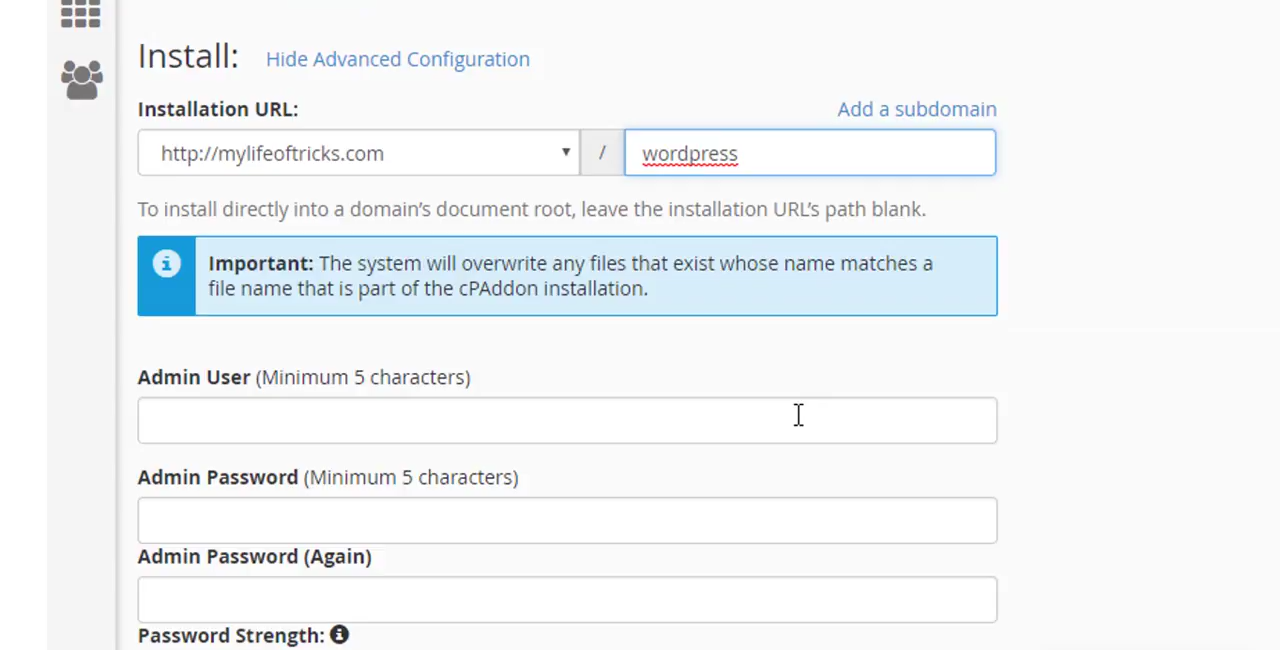 Install: Hide Advanced Configuration
Installation URL: Add a subdomain
http://mylifeoftricks.com / wordpress
To install directly into a domain’s document root, leave the installation URL’s path blank.
Important: The system will overwrite any files that exist whose name matches a
file name that is part of the cPAddon installation.
Admin User (Minimum 5 characters)
Admin Password (Minimum 5 characters)
Admin Password (Again)
Password Strength: